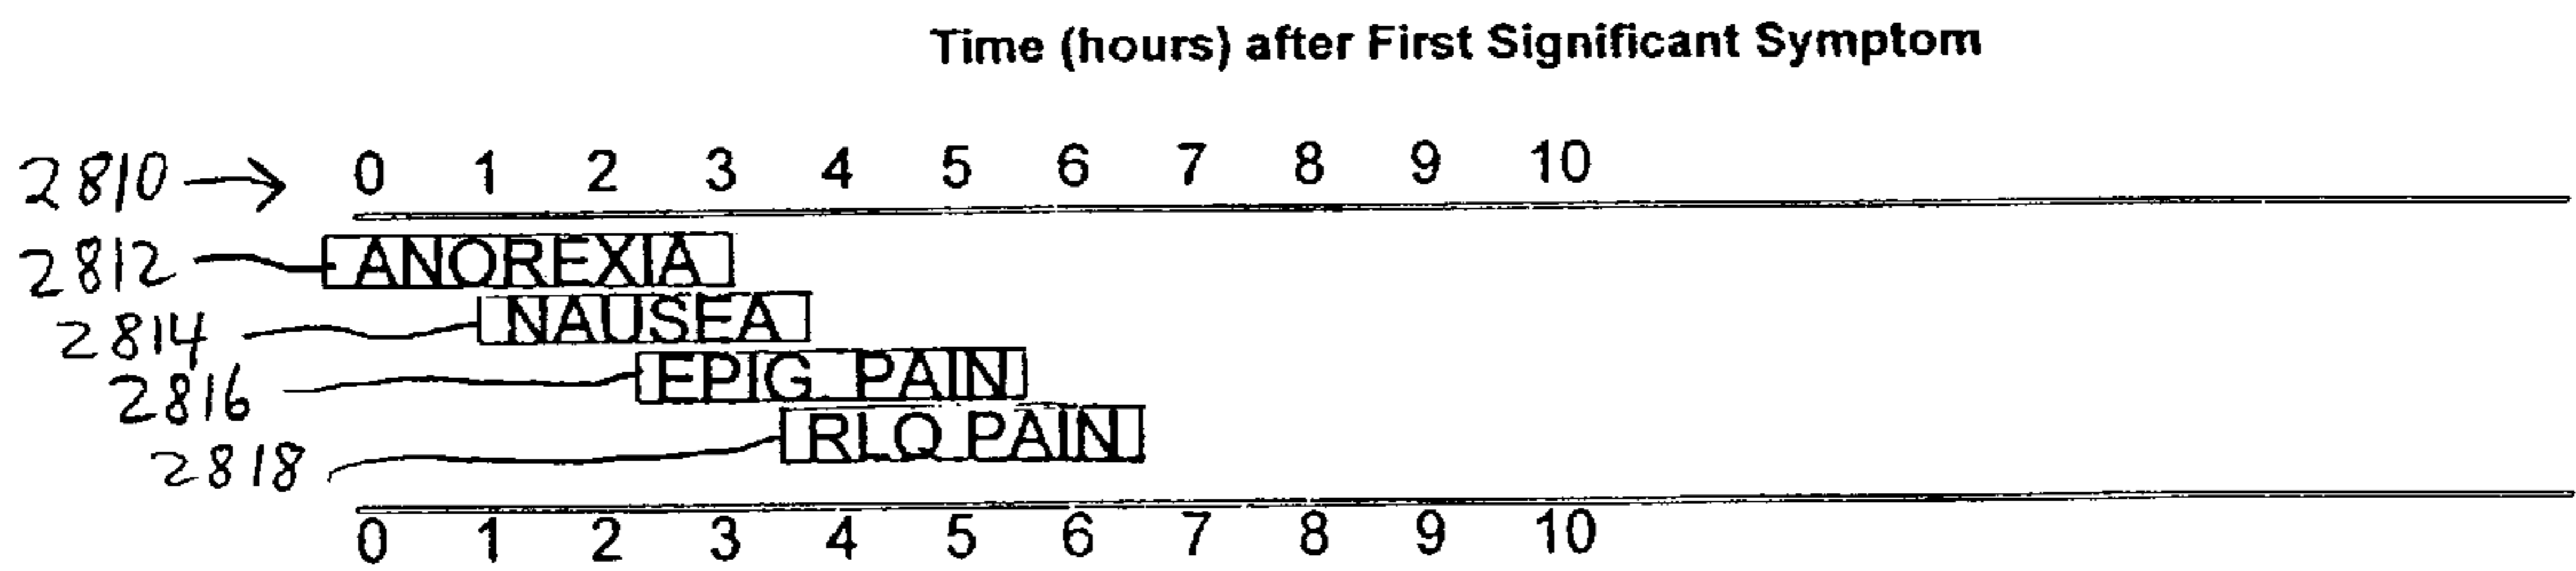 Time (hours) after First Significant Symptom
2810 → 0 1 2 3 4 5 6 7 8 9 10
2812 ANOREXIA
2814 NAUSEA
2816 EPIG. PAIN
2818 RLQ PAIN
0 1 2 3 4 5 6 7 8 9 10